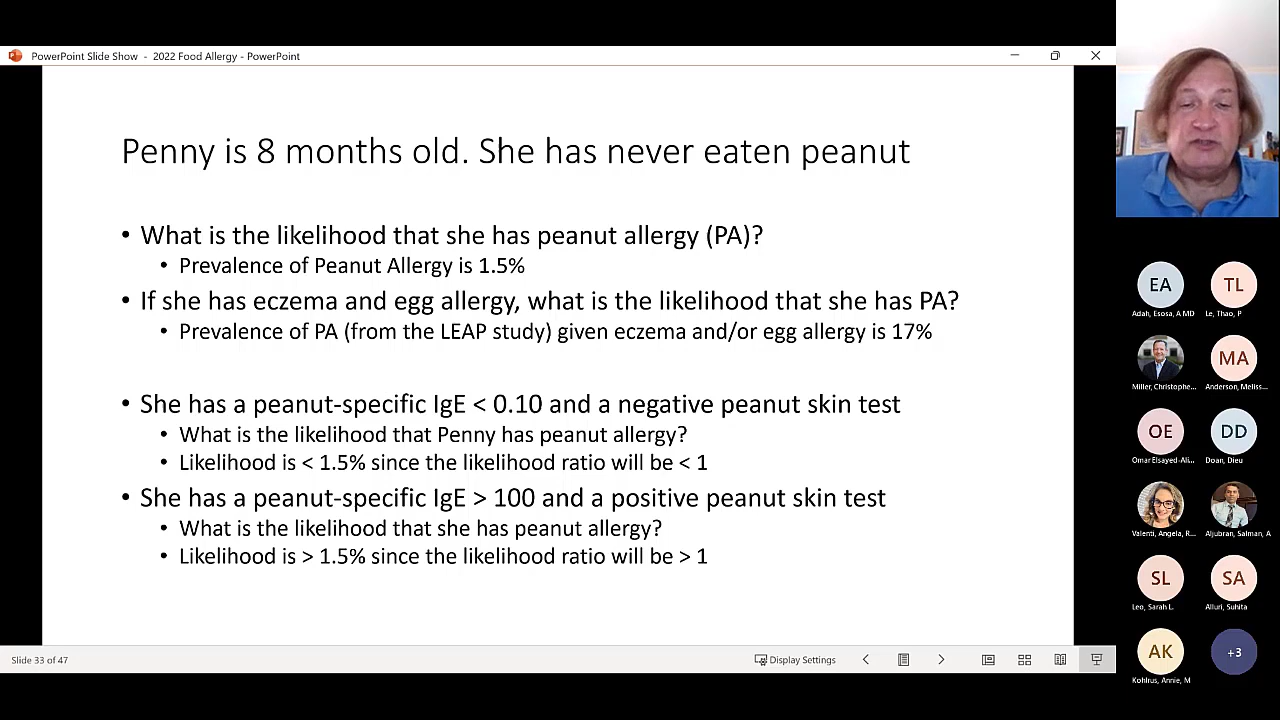 PowerPoint Slide Show - 2022 Food Allergy - PowerPoint
Penny is 8 months old. She has never eaten peanut
• What is the likelihood that she has peanut allergy (PA)?
• Prevalence of Peanut Allergy is 1.5%
• If she has eczema and egg allergy, what is the likelihood that she has PA?
• Prevalence of PA (from the LEAP study) given eczema and/or egg allergy is 17%
• She has a peanut-specific IgE < 0.10 and a negative peanut skin test
• What is the likelihood that Penny has peanut allergy?
• Likelihood is < 1.5% since the likelihood ratio will be < 1
• She has a peanut-specific IgE > 100 and a positive peanut skin test
• What is the likelihood that she has peanut allergy?
• Likelihood is > 1.5% since the likelihood ratio will be > 1
Slide 33 of 47
Display Settings
EA
TL
Adah, Esosa, A MD
Le, Thao, P
MA
Miller, Christophe...
Anderson, Meliss...
OE
DD
Omar Elsayed-Ali...
Doan, Dieu
Valenti, Angela, R...
Aljubran, Salman, A
SL
SA
Leo, Sarah L.
Alluri, Suhita
AK
+3
Kohlrus, Annie, M